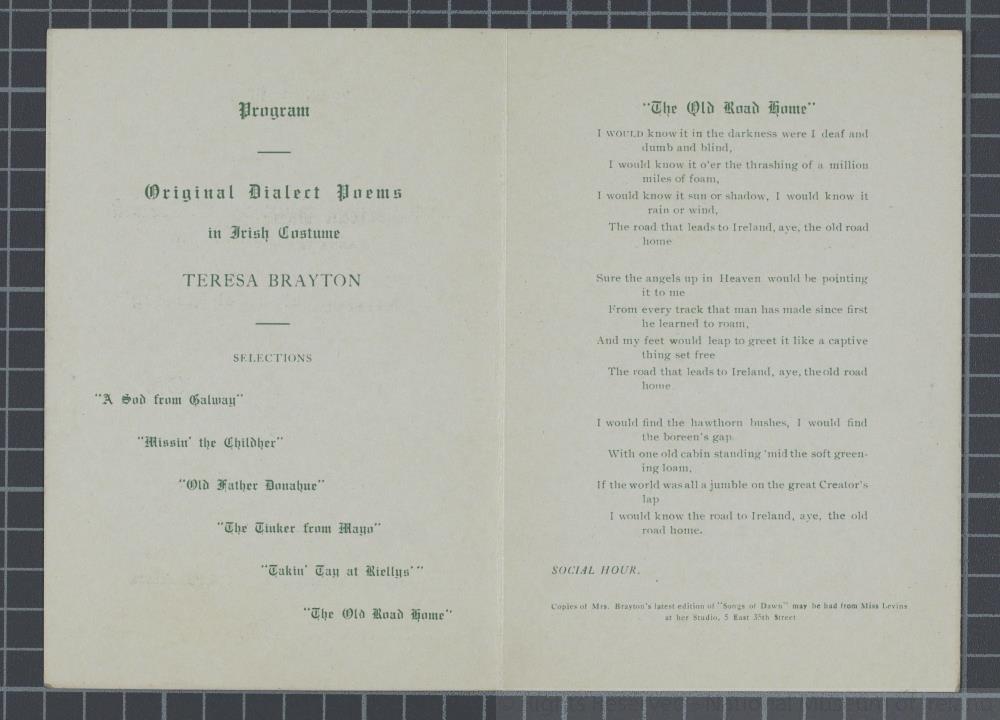 Program
Original Dialect Poems
in Irish Costume
TERESA BRAYTON
SELECTIONS
"A Sod from Galway"
"Missin' the Childher"
"Old Father Donahue"
"The Tinker from Mayo"
"Takin' Tay at Riellys'"
"The Old Road Home"
"The Old Road Home"
I WOULD know it in the darkness were I deaf and
dumb and blind,
I would know it o'er the thrashing of a million
miles of foam,
I would know it sun or shadow, I would know it
rain or wind,
The road that leads to Ireland, aye, the old road
home
Sure the angels up in Heaven would be pointing
it to me
From every track that man has made since first
he learned to roam,
And my feet would leap to greet it like a captive
thing set free
The road that leads to Ireland, aye, the old road
home.
I would find the hawthorn bushes, I would find
the boreen's gap
With one old cabin standing 'mid the soft green-
ing loam,
If the world was all a jumble on the great Creator's
lap
I would know the road to Ireland, aye, the old
road home.
SOCIAL HOUR.
Copies of Mrs. Brayton's latest edition of "Songs of Dawn" may be had from Miss Levins
at her Studio, 5 East 35th Street
Rights Reserved - National Museum of Ireland